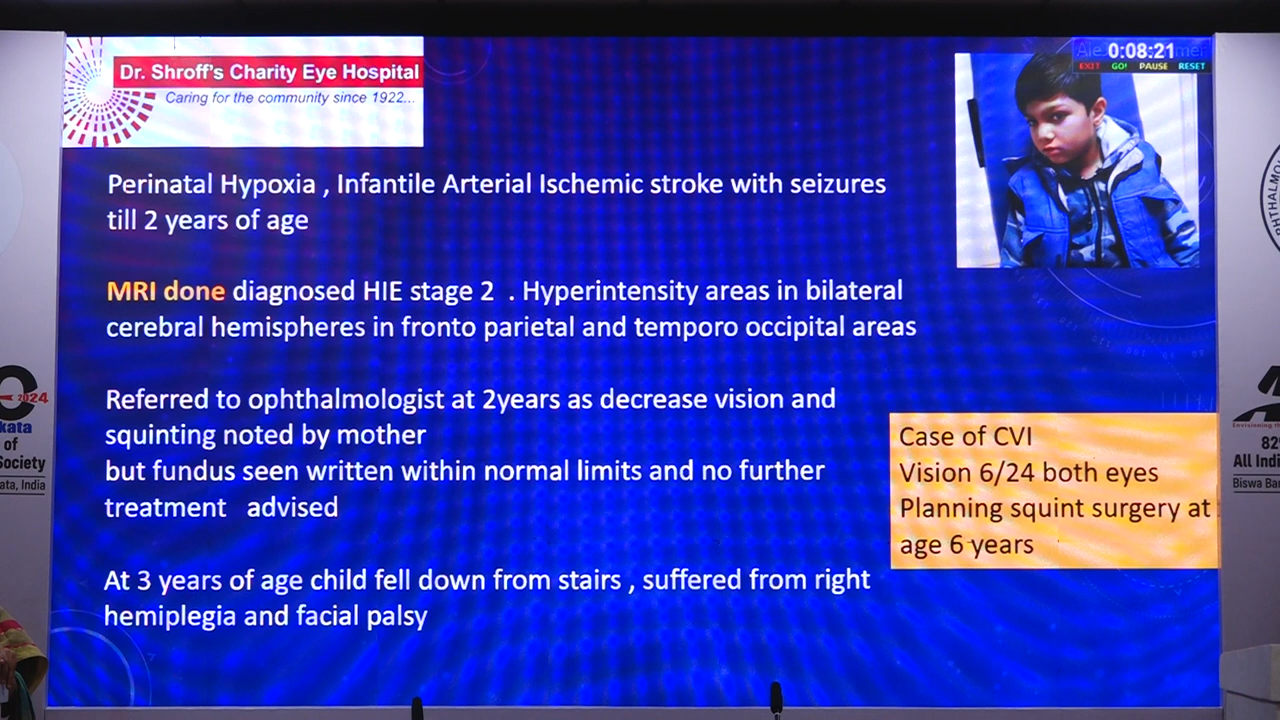 Dr. Shroff's Charity Eye Hospital
Caring for the community since 1922...
0:08:21
EXIT GO! PAUSE RESET
Perinatal Hypoxia , Infantile Arterial Ischemic stroke with seizures
till 2 years of age
MRI done diagnosed HIE stage 2 . Hyperintensity areas in bilateral
cerebral hemispheres in fronto parietal and temporo occipital areas
Referred to ophthalmologist at 2years as decrease vision and
squinting noted by mother
but fundus seen written within normal limits and no further
treatment advised
At 3 years of age child fell down from stairs , suffered from right
hemiplegia and facial palsy
Case of CVI
Vision 6/24 both eyes
Planning squint surgery at
age 6 years
2024
kata
of
Society
ata, India
82
All Indi
Biswa Ba